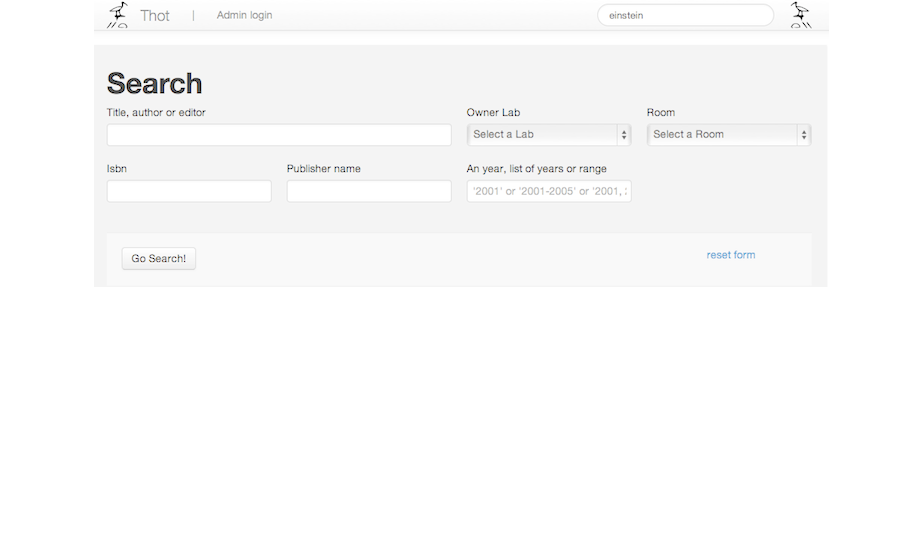 Thot | Admin login einstein
Search
Title, author or editor Owner Lab Room
Select a Lab Select a Room
Isbn Publisher name An year, list of years or range
'2001' or '2001-2005' or '2001,
Go Search! reset form